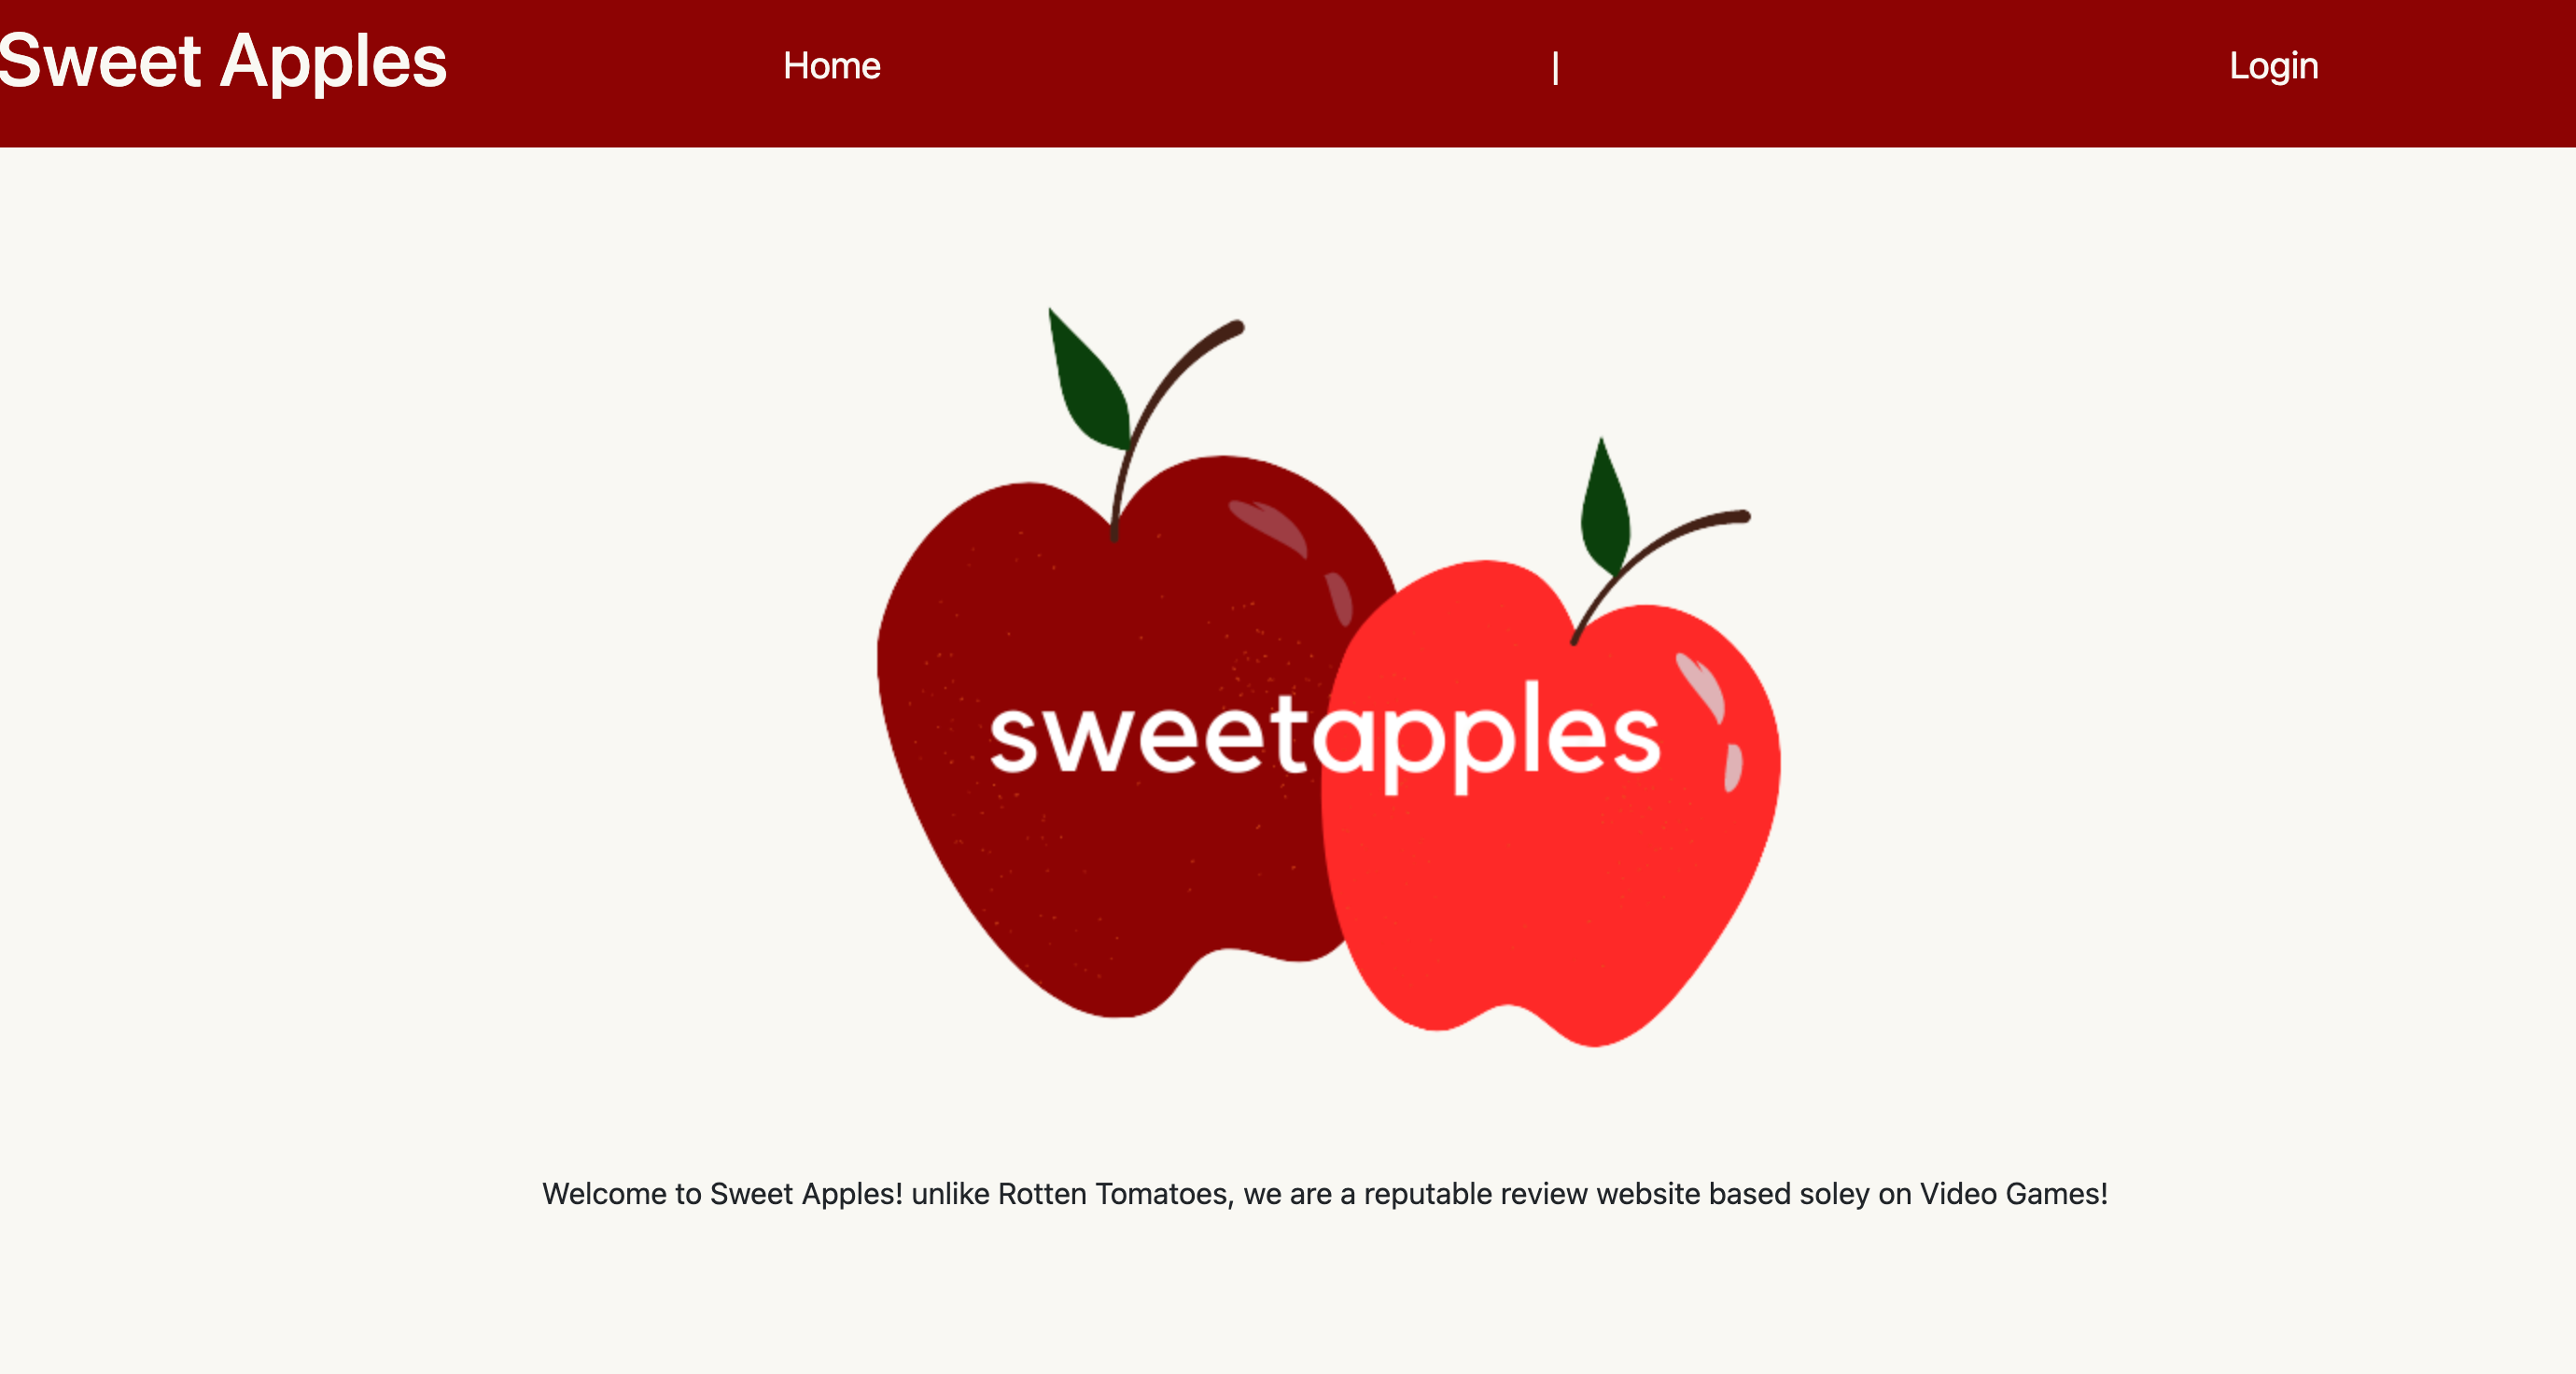 Sweet Apples Home | Login
sweetapples
Welcome to Sweet Apples! unlike Rotten Tomatoes, we are a reputable review website based soley on Video Games!